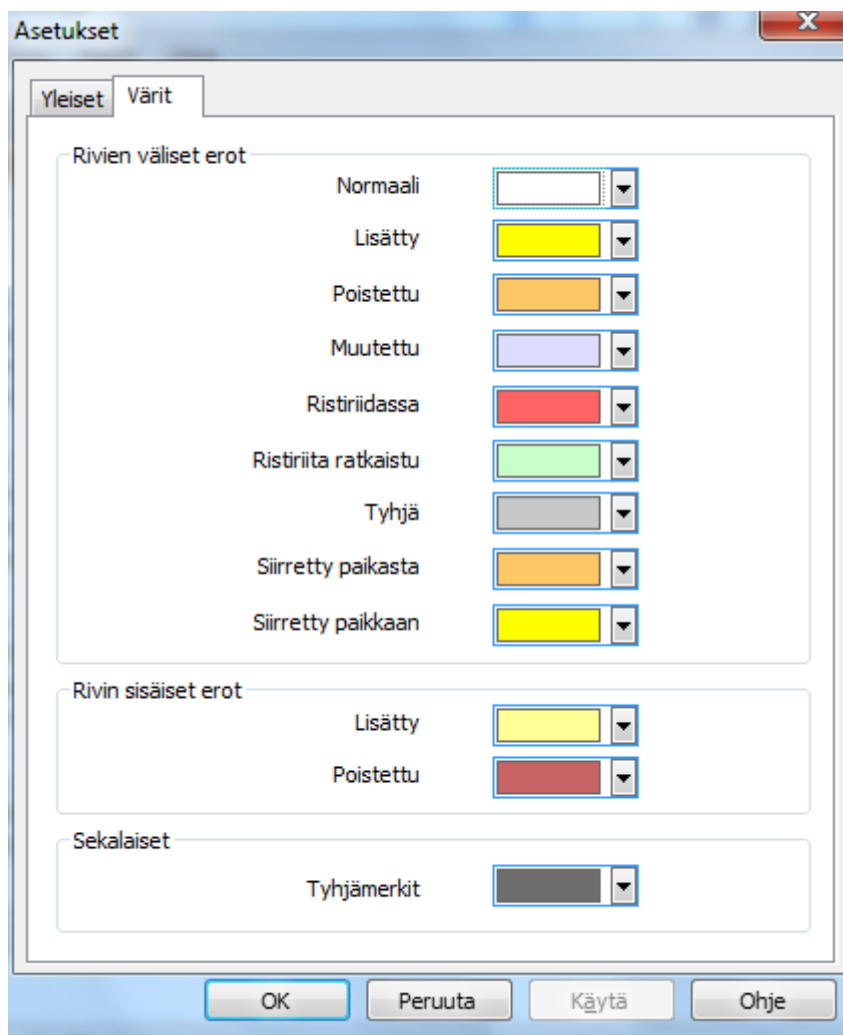 Asetukset
Yleiset Värit
Rivien väliset erot
Normaali
Lisätty
Poistettu
Muutettu
Ristiriidassa
Ristiriita ratkaistu
Tyhjä
Siirretty paikasta
Siirretty paikkaan
Rivin sisäiset erot
Lisätty
Poistettu
Sekalaiset
Tyhjämerkit
OK Peruuta Käytä Ohje